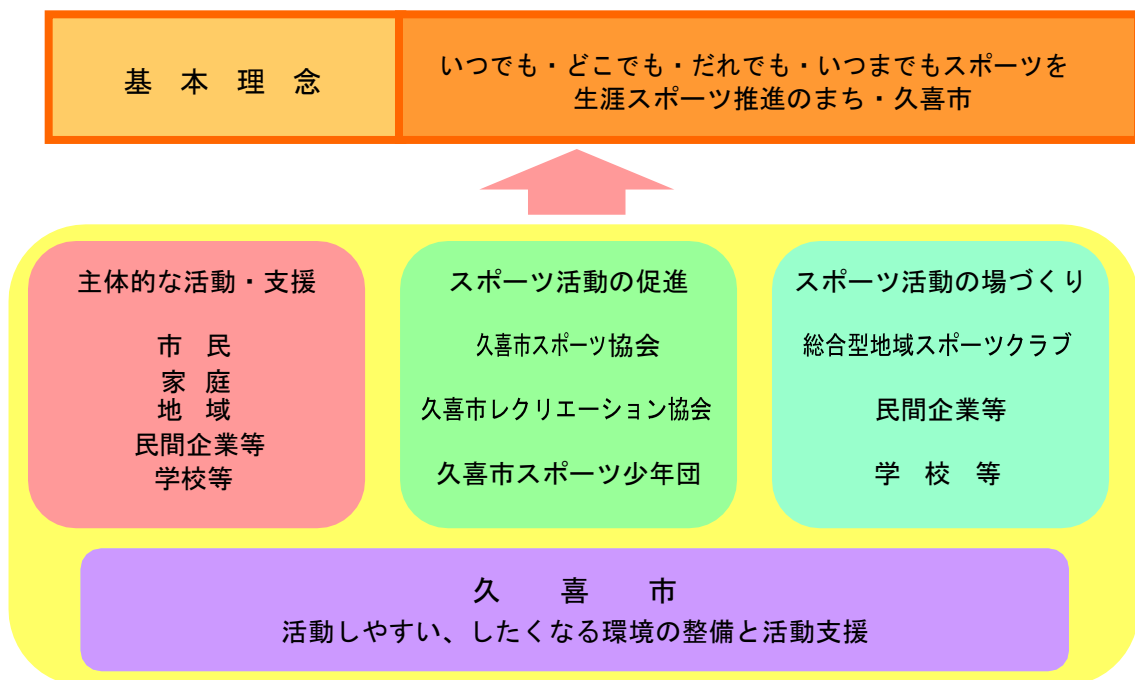 基本理念
いつでも・どこでも・だれでも・いつまでもスポーツを
生涯スポーツ推進のまち・久喜市
主体的な活動・支援
市民
家庭
地域
民間企業等
学校等
スポーツ活動の促進
久喜市スポーツ協会
久喜市レクリエーション協会
久喜市スポーツ少年団
スポーツ活動の場づくり
総合型地域スポーツクラブ
民間企業等
学校等
久喜市
活動しやすい、したくなる環境の整備と活動支援